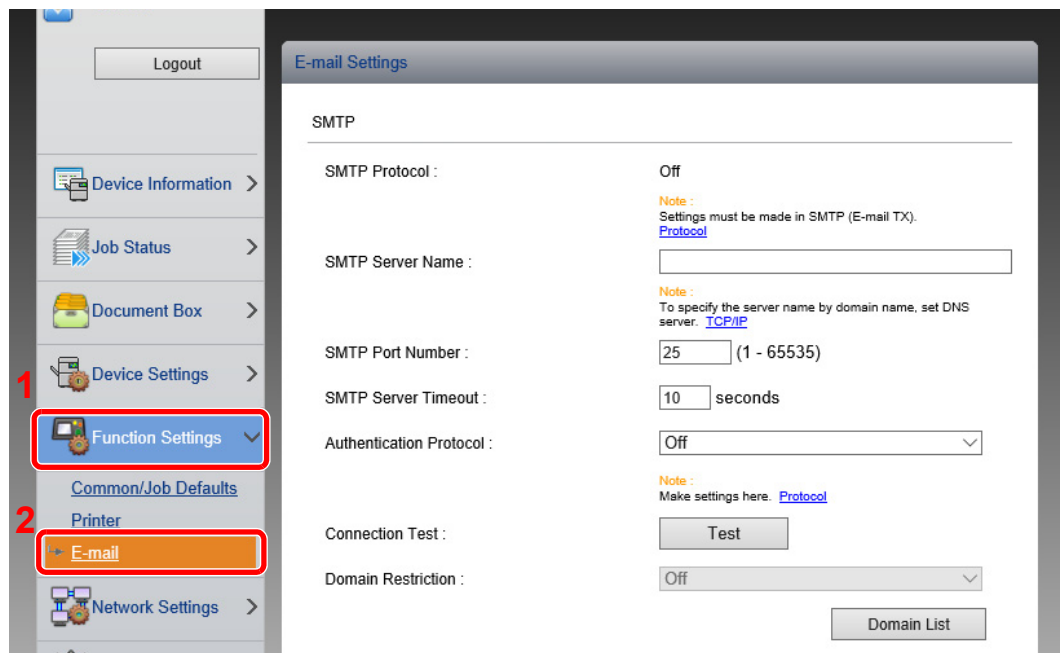 Logout
Device Information
Job Status
Document Box
Device Settings
1
Function Settings
Common/Job Defaults
2
Printer
E-mail
Network Settings
E-mail Settings
SMTP
SMTP Protocol : Off
Note :
Settings must be made in SMTP (E-mail TX).
Protocol
SMTP Server Name :
Note :
To specify the server name by domain name, set DNS
server. TCP/IP
SMTP Port Number : 25 (1 - 65535)
SMTP Server Timeout : 10 seconds
Authentication Protocol : Off
Note :
Make settings here. Protocol
Connection Test : Test
Domain Restriction : Off
Domain List